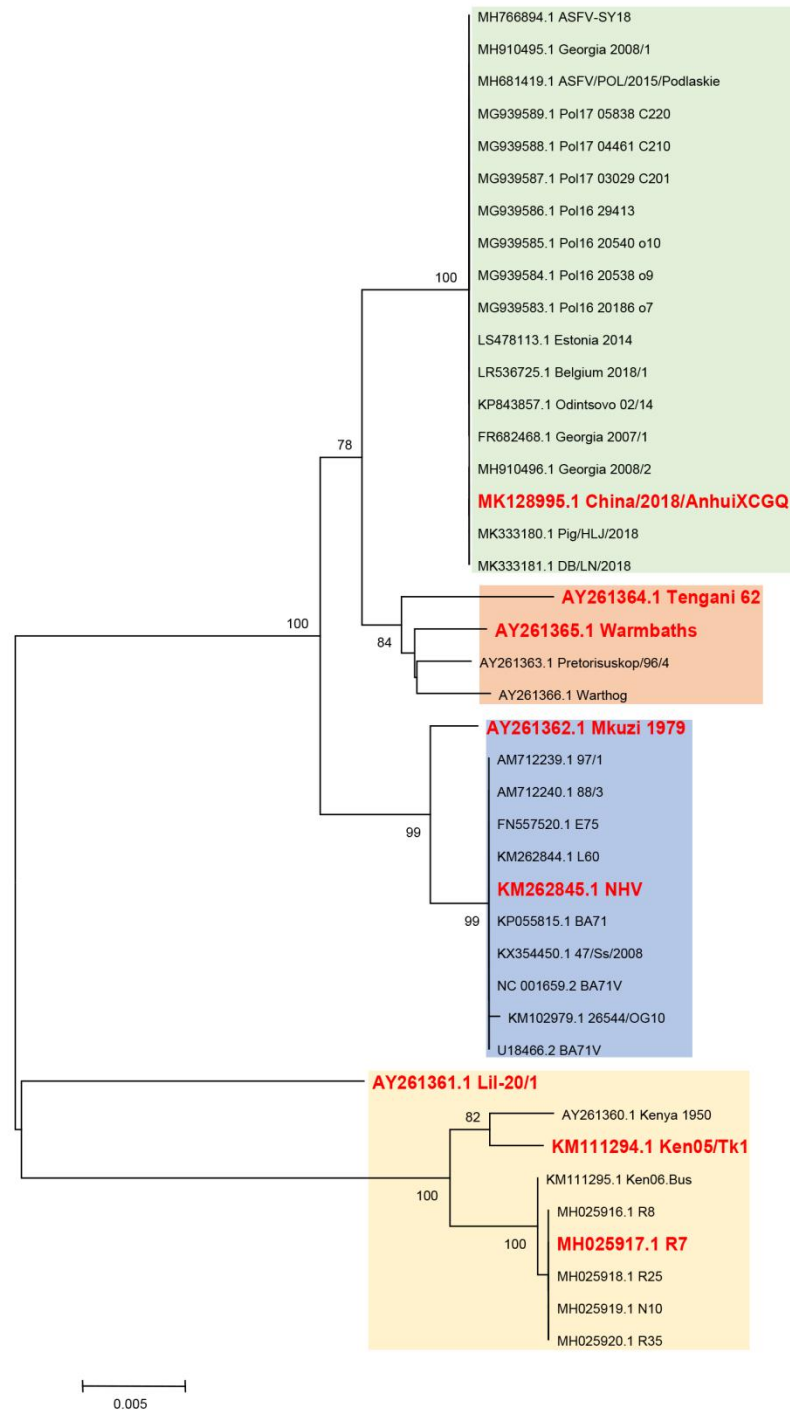 MH766894.1 ASFV-SY18
MH910495.1 Georgia 2008/1
MH681419.1 ASFV/POL/2015/Podlaskie
MG939589.1 Pol17 05838 C220
MG939588.1 Pol17 04461 C210
MG939587.1 Pol17 03029 C201
MG939586.1 Pol16 29413
MG939585.1 Pol16 20540 o10
MG939584.1 Pol16 20538 o9
100
MG939583.1 Pol16 20186 o7
LS478113.1 Estonia 2014
LR536725.1 Belgium 2018/1
KP843857.1 Odintsovo 02/14
FR682468.1 Georgia 2007/1
78
MH910496.1 Georgia 2008/2
MK128995.1 China/2018/AnhuiXCGQ
MK333180.1 Pig/HLJ/2018
MK333181.1 DB/LN/2018
AY261364.1 Tengani 62
100
AY261365.1 Warmbaths
84
AY261363.1 Pretorisuskop/96/4
AY261366.1 Warthog
AY261362.1 Mkuzi 1979
AM712239.1 97/1
AM712240.1 88/3
FN557520.1 E75
99
KM262844.1 L60
KM262845.1 NHV
99
KP055815.1 BA71
KX354450.1 47/Ss/2008
NC 001659.2 BA71V
KM102979.1 26544/OG10
U18466.2 BA71V
AY261361.1 Lil-20/1
82
AY261360.1 Kenya 1950
KM111294.1 Ken05/Tk1
KM111295.1 Ken06.Bus
100
MH025916.1 R8
100
MH025917.1 R7
MH025918.1 R25
MH025919.1 N10
MH025920.1 R35
0.005